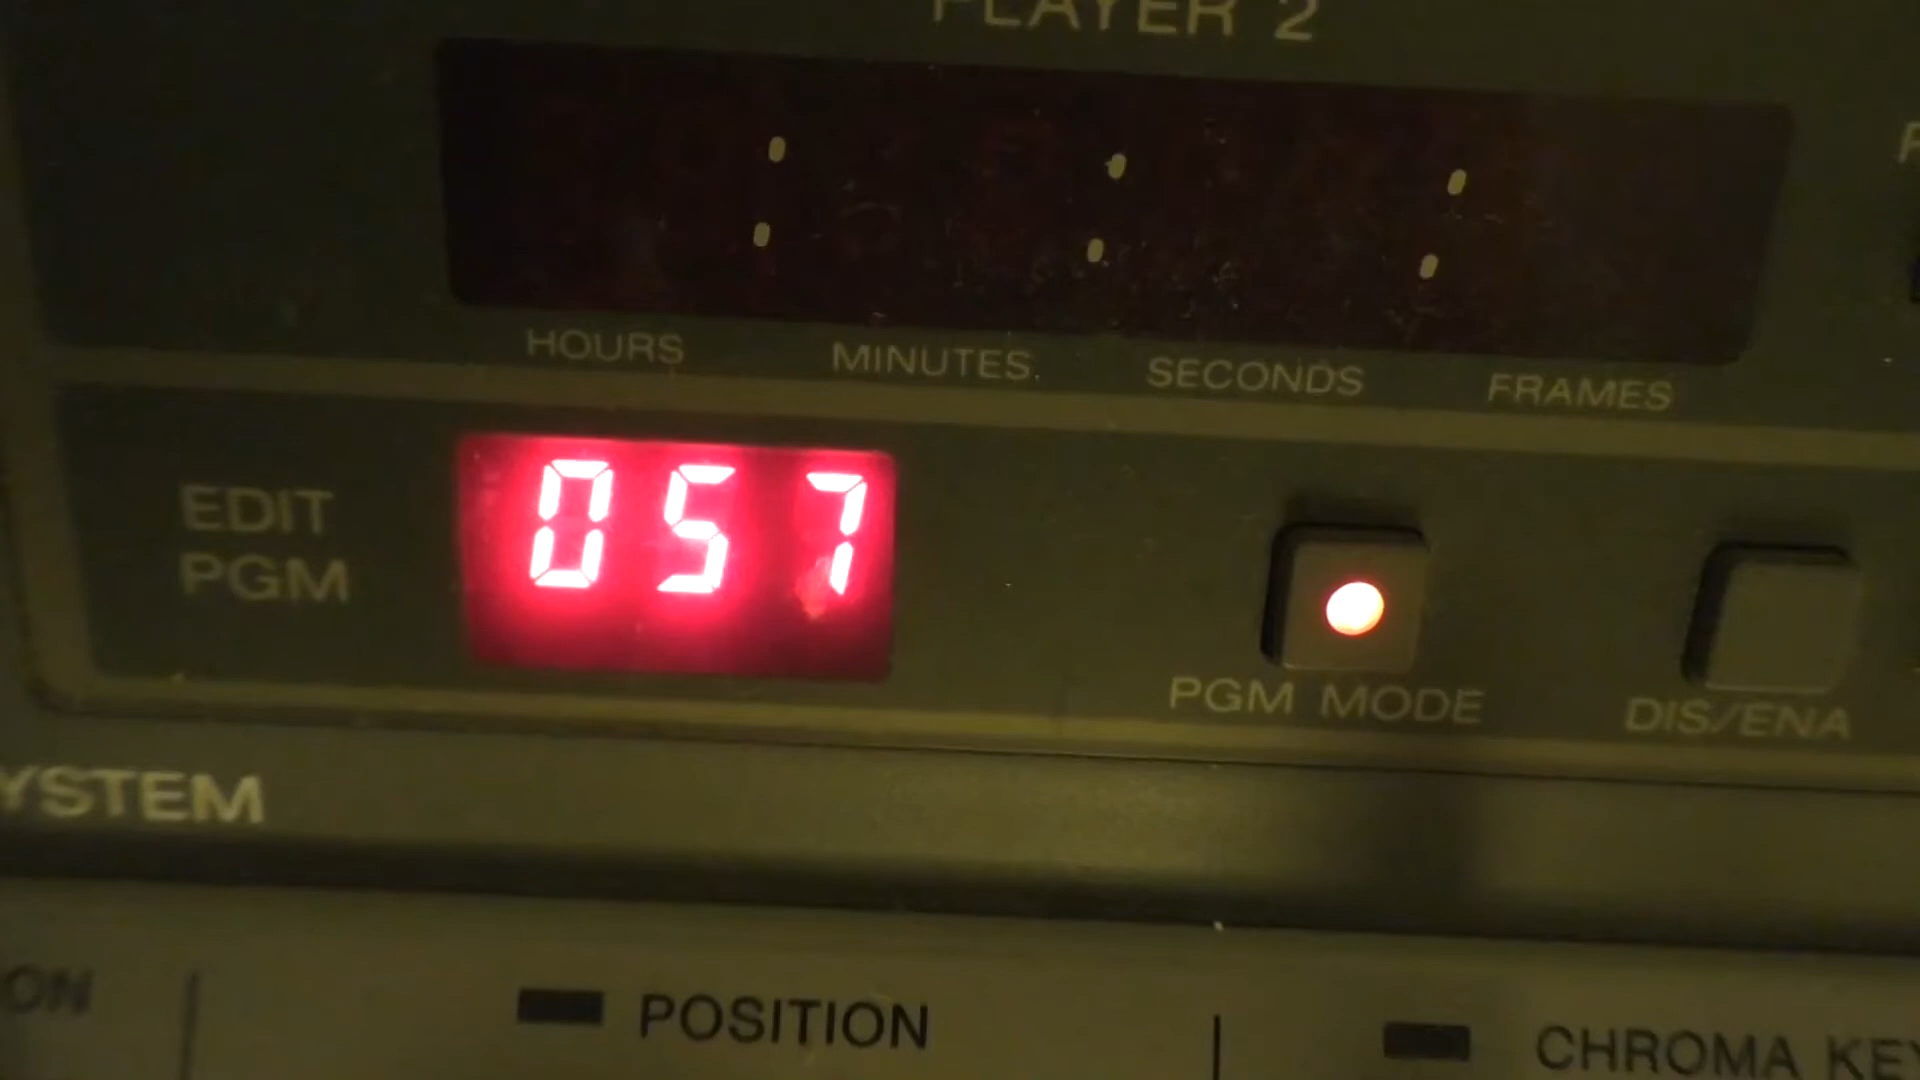 PLAYER 2
HOURS MINUTES SECONDS FRAMES
EDIT
PGM
057
PGM MODE
DIS/ENA
YSTEM
ON
POSITION
CHROMA KEY